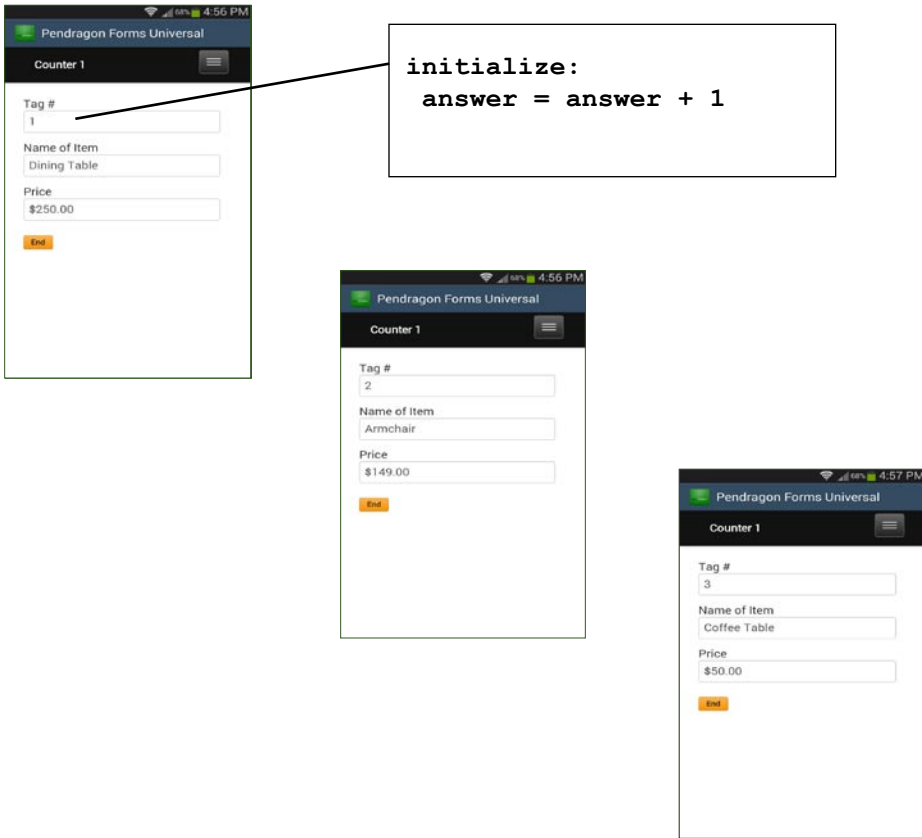 68% 4:56 PM
Pendragon Forms Universal
Counter 1
Tag #
1
Name of Item
Dining Table
Price
$250.00
End
initialize:
answer = answer + 1
68% 4:56 PM
Pendragon Forms Universal
Counter 1
Tag #
2
Name of Item
Armchair
Price
$149.00
End
68% 4:57 PM
Pendragon Forms Universal
Counter 1
Tag #
3
Name of Item
Coffee Table
Price
$50.00
End